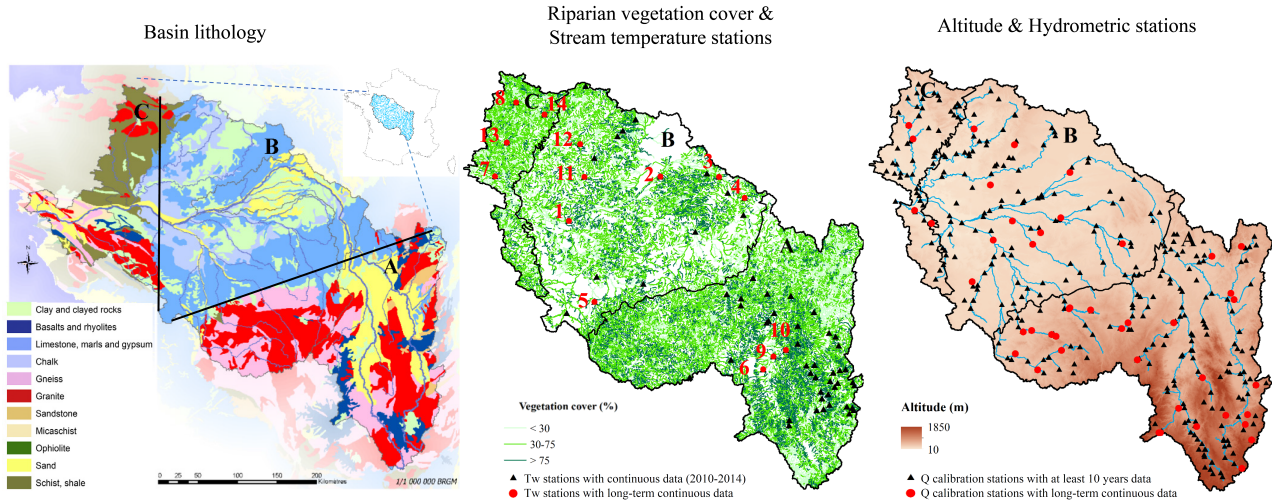 Basin lithology
C
B
A
N
Clay and clayed rocks
Basalts and rhyolites
Limestone, marls and gypsum
Chalk
Gneiss
Granite
Sandstone
Micaschist
Ophiolite
Sand
Schist, shale
0 25 50 100 150 200
Kilometres
1/1 000 000 BRGM
Riparian vegetation cover &
Stream temperature stations
8
C
14
13
12
B
7
11
2
3
4
1
A
5
10
9
6
Vegetation cover (%)
< 30
30-75
> 75
Tw stations with continuous data (2010-2014)
Tw stations with long-term continuous data
Altitude & Hydrometric stations
C
B
A
Altitude (m)
1850
10
Q calibration stations with at least 10 years data
Q calibration stations with long-term continuous data